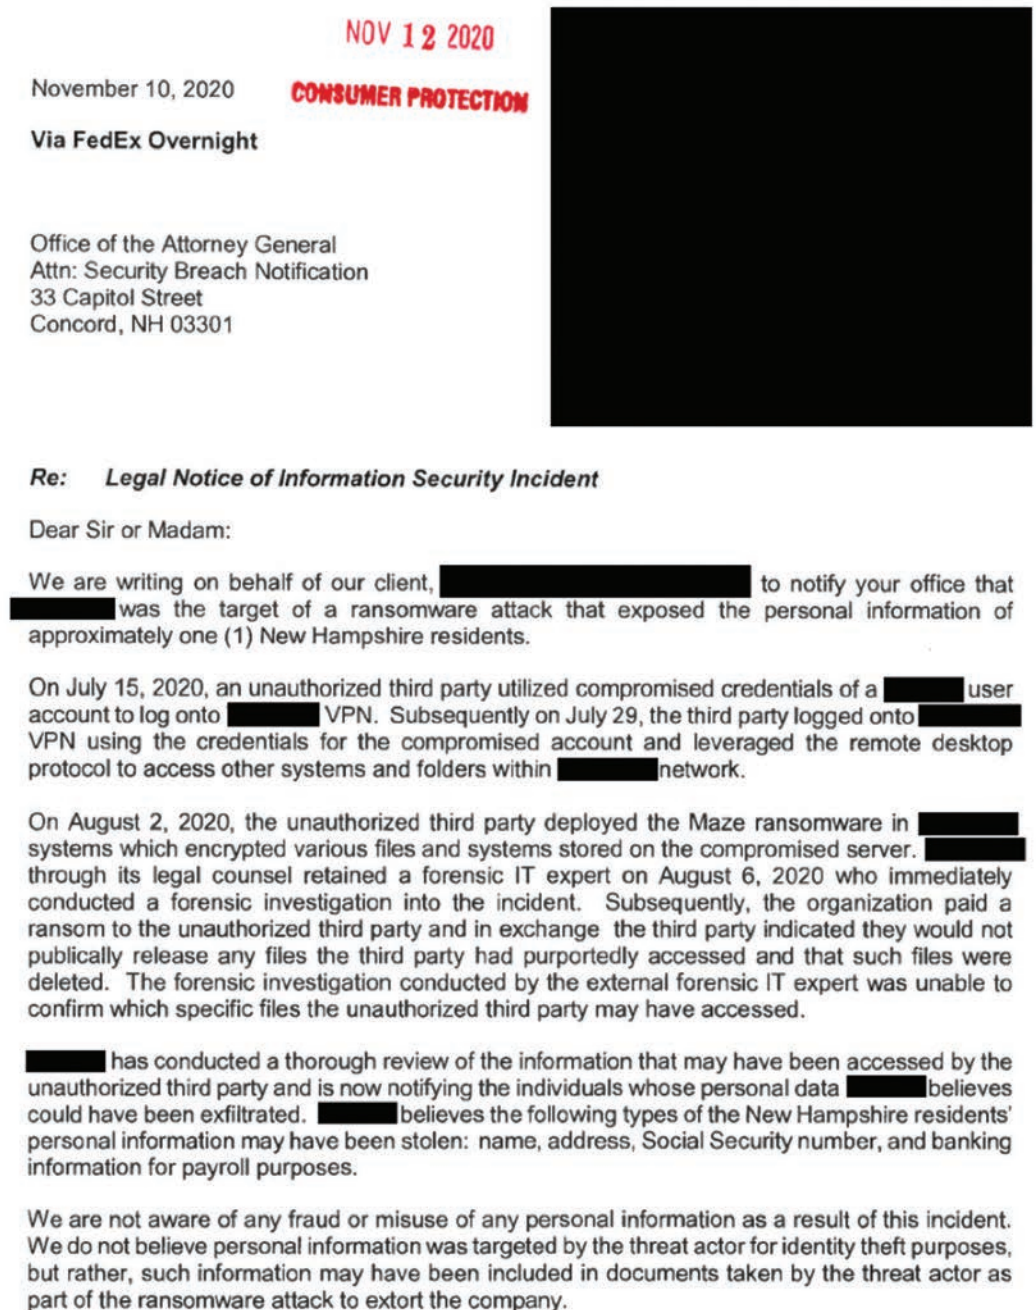 NOV 12 2020
November 10, 2020
CONSUMER PROTECTION
Via FedEx Overnight
Office of the Attorney General
Attn: Security Breach Notification
33 Capitol Street
Concord, NH 03301
Re: Legal Notice of Information Security Incident
Dear Sir or Madam:
We are writing on behalf of our client, to notify your office that
was the target of a ransomware attack that exposed the personal information of
approximately one (1) New Hampshire residents.
On July 15, 2020, an unauthorized third party utilized compromised credentials of a user
account to log onto VPN. Subsequently on July 29, the third party logged onto
VPN using the credentials for the compromised account and leveraged the remote desktop
protocol to access other systems and folders within network.
On August 2, 2020, the unauthorized third party deployed the Maze ransomware in
systems which encrypted various files and systems stored on the compromised server.
through its legal counsel retained a forensic IT expert on August 6, 2020 who immediately
conducted a forensic investigation into the incident. Subsequently, the organization paid a
ransom to the unauthorized third party and in exchange the third party indicated they would not
publically release any files the third party had purportedly accessed and that such files were
deleted. The forensic investigation conducted by the external forensic IT expert was unable to
confirm which specific files the unauthorized third party may have accessed.
has conducted a thorough review of the information that may have been accessed by the
unauthorized third party and is now notifying the individuals whose personal data believes
could have been exfiltrated. believes the following types of the New Hampshire residents'
personal information may have been stolen: name, address, Social Security number, and banking
information for payroll purposes.
We are not aware of any fraud or misuse of any personal information as a result of this incident.
We do not believe personal information was targeted by the threat actor for identity theft purposes,
but rather, such information may have been included in documents taken by the threat actor as
part of the ransomware attack to extort the company.